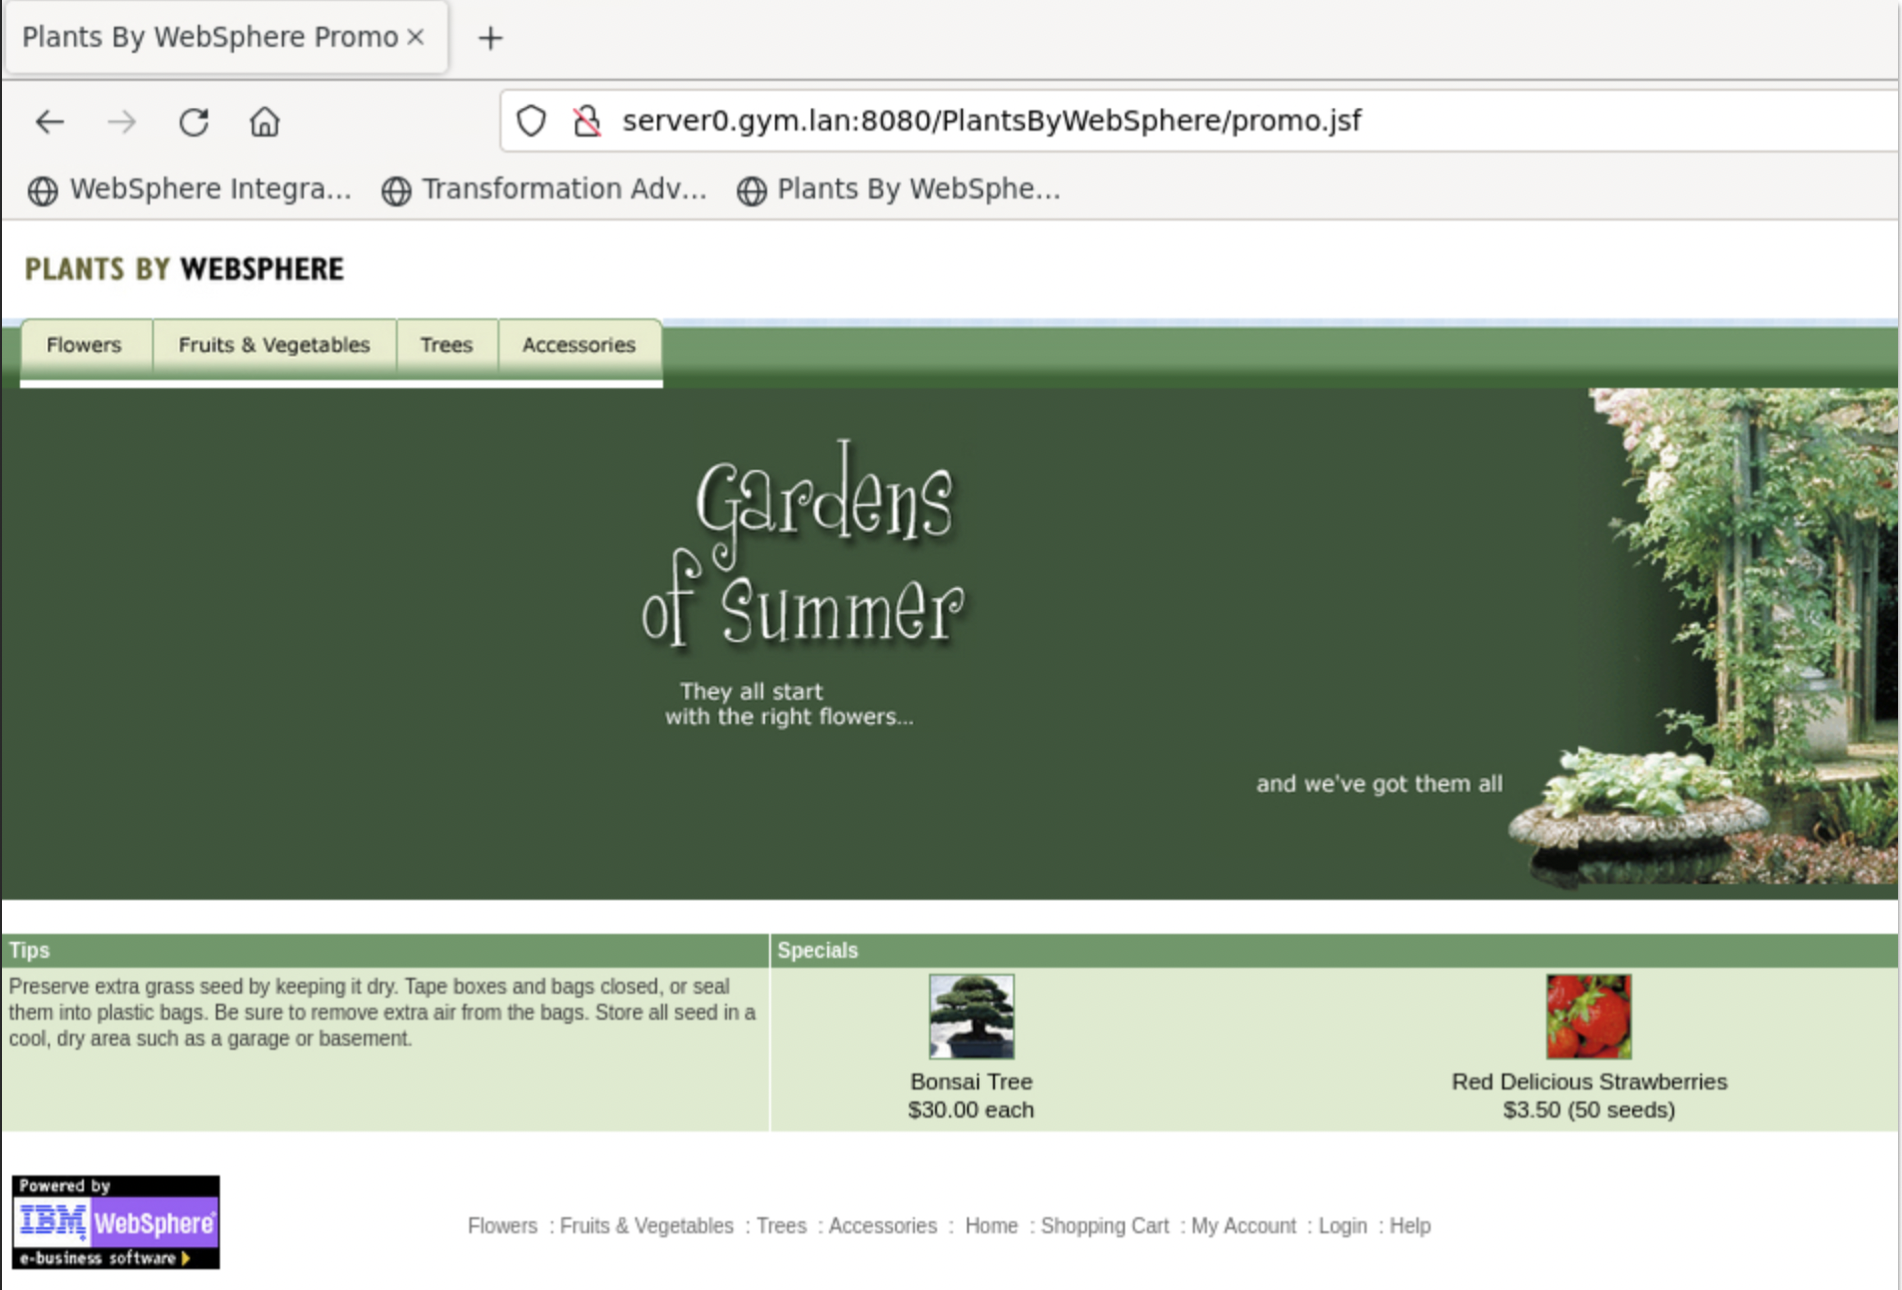 Plants By WebSphere Promo
server0.gym.lan:8080/PlantsByWebSphere/promo.jsf
WebSphere Integra...
Transformation Adv...
Plants By WebSphe...
PLANTS BY WEBSPHERE
Flowers
Fruits & Vegetables
Trees
Accessories
Gardens
of Summer
They all start
with the right flowers...
and we've got them all
Tips
Preserve extra grass seed by keeping it dry. Tape boxes and bags closed, or seal
them into plastic bags. Be sure to remove extra air from the bags. Store all seed in a
cool, dry area such as a garage or basement.
Specials
Bonsai Tree
$30.00 each
Red Delicious Strawberries
$3.50 (50 seeds)
Powered by
IBM WebSphere
e-business software
Flowers : Fruits & Vegetables : Trees : Accessories : Home : Shopping Cart : My Account : Login : Help